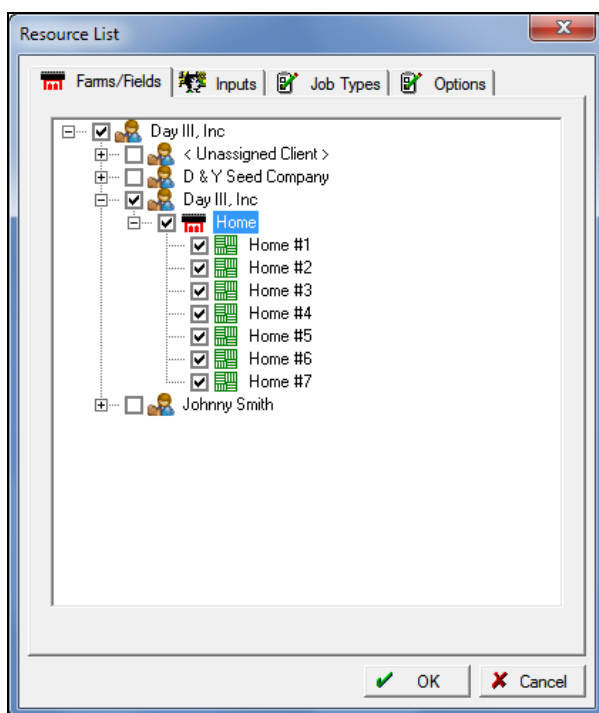 Resource List
Farms/Fields Inputs Job Types Options
Day III, Inc
< Unassigned Client >
D & Y Seed Company
Day III, Inc
Home
Home #1
Home #2
Home #3
Home #4
Home #5
Home #6
Home #7
Johnny Smith
OK Cancel